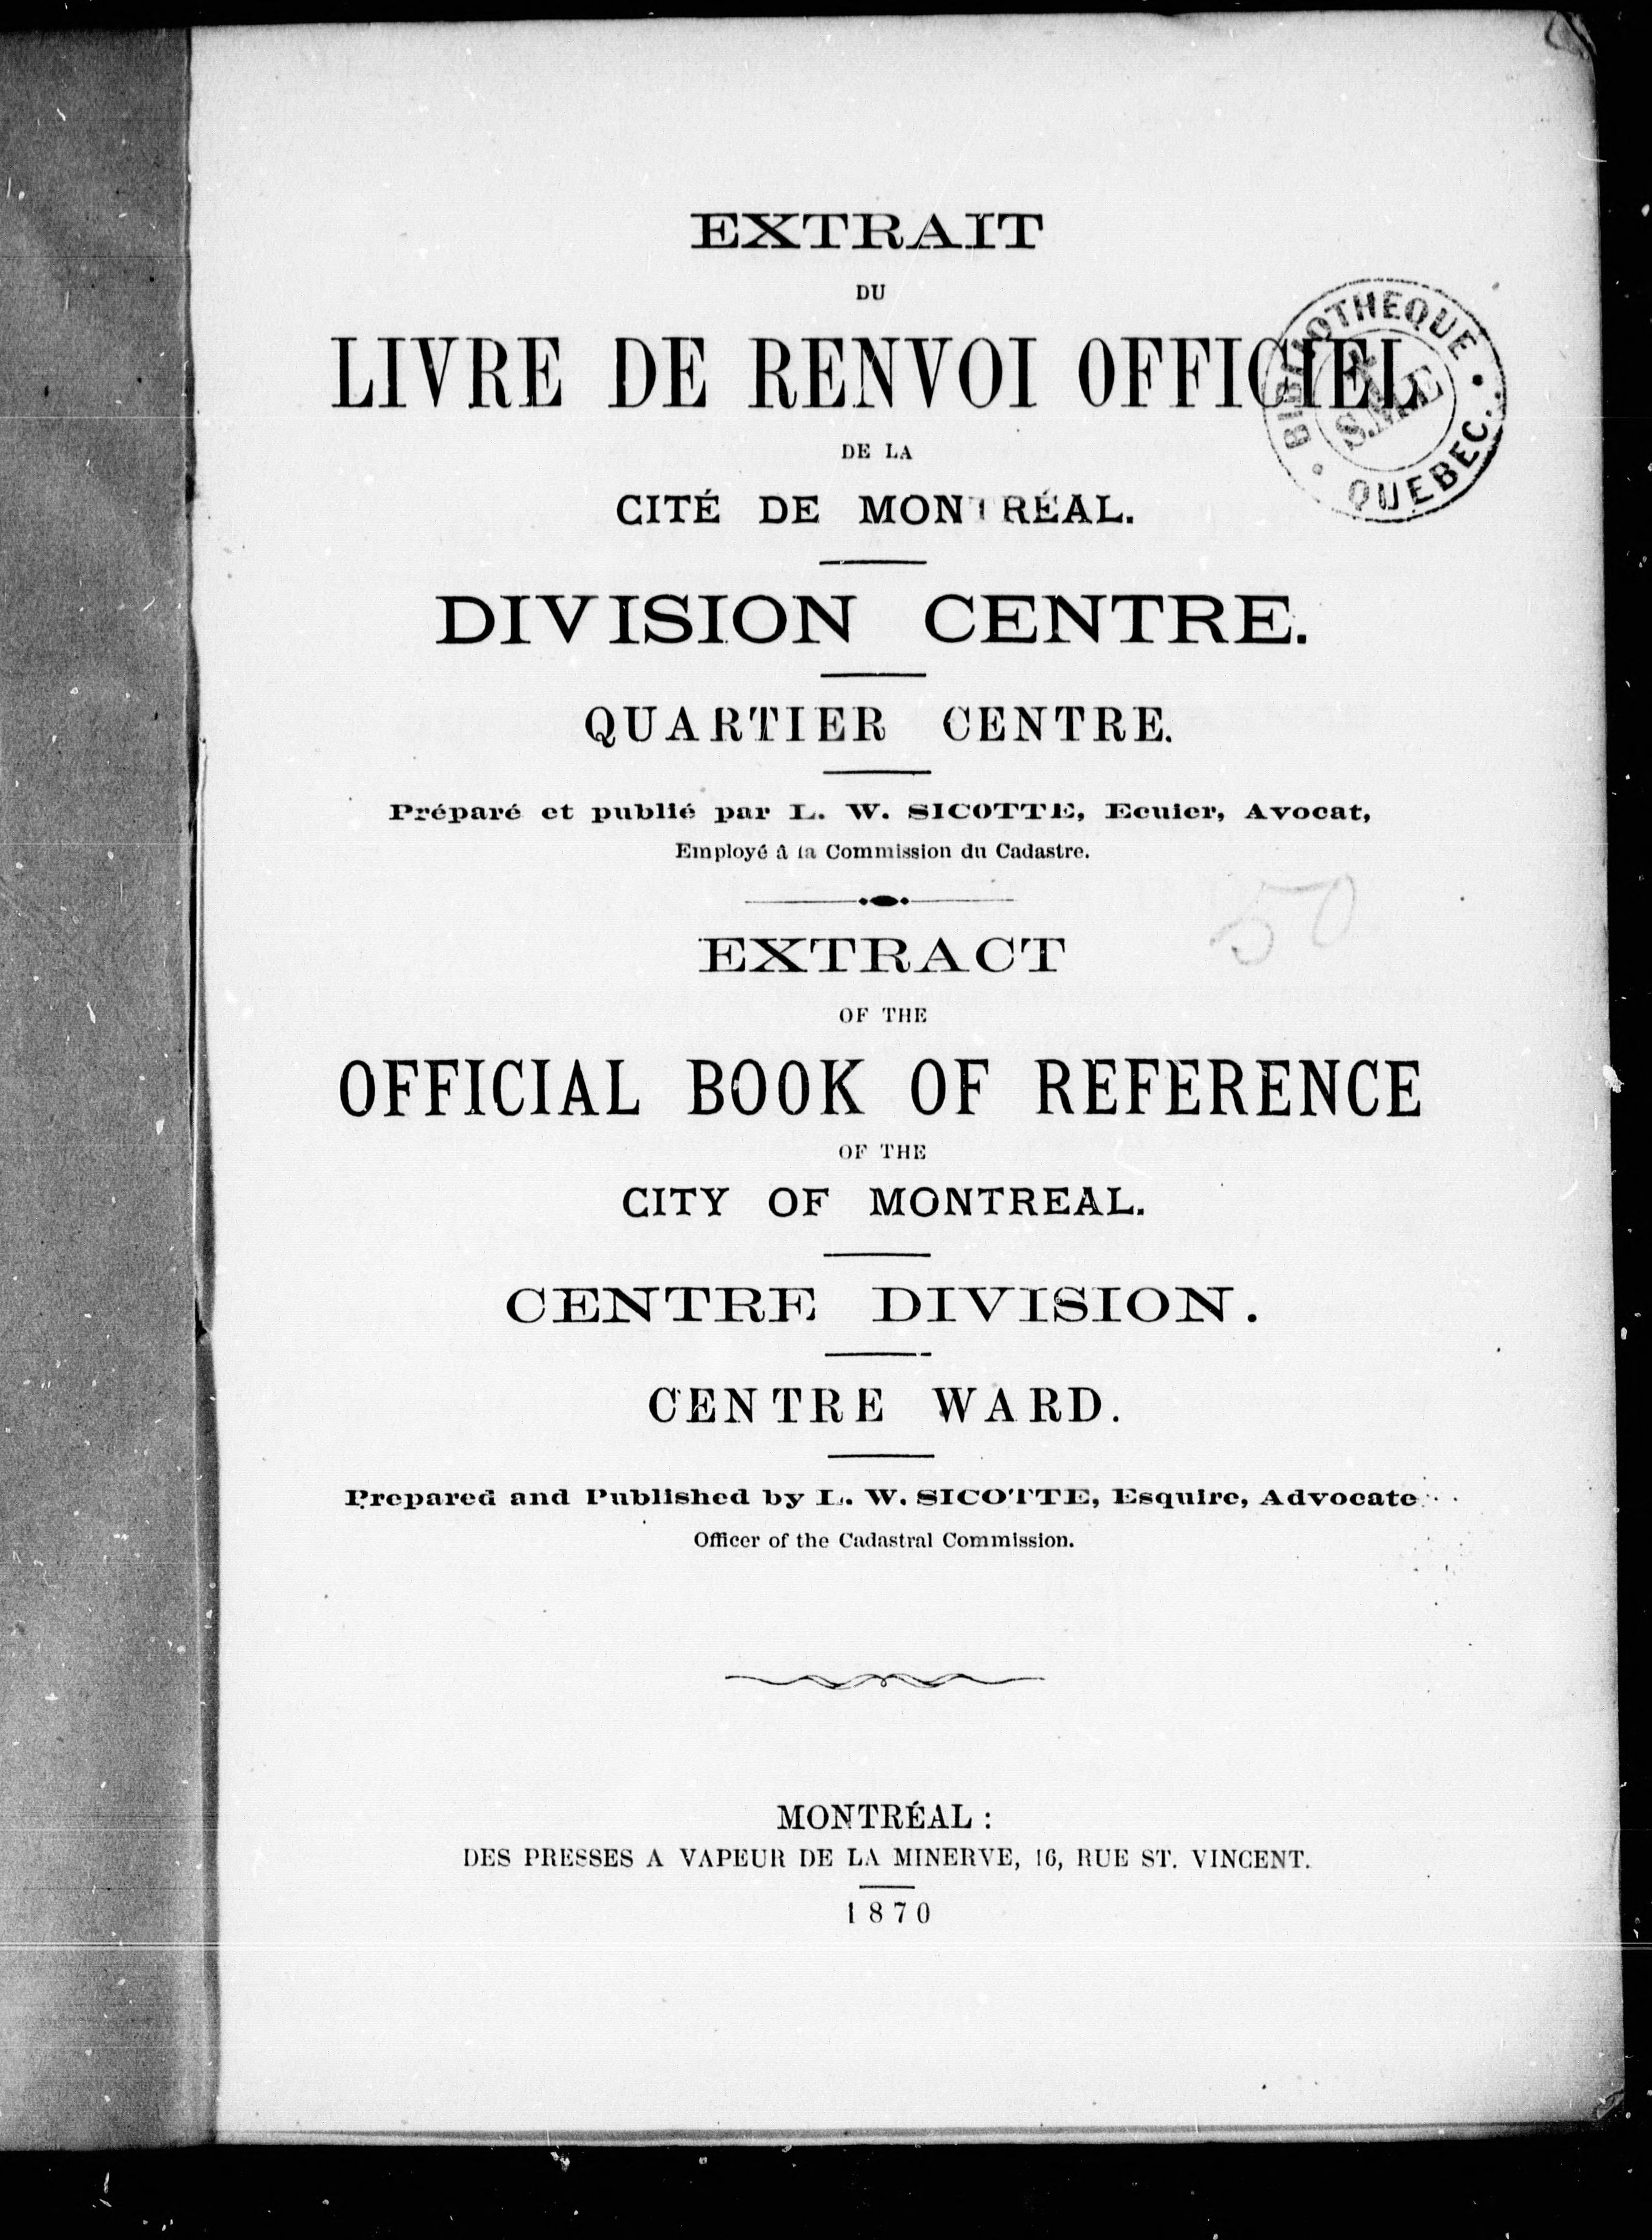 EXTRAIT
DU
LIVRE DE RENVOI OFFICIEL
DE LA
CITÉ DE MONTRÉAL.
DIVISION CENTRE.
QUARTIER CENTRE.
Préparé et publié par L. W. SICOTTE, Ecuier, Avocat,
Employé à la Commission du Cadastre.
50
EXTRACT
OF THE
OFFICIAL BOOK OF REFERENCE
OF THE
CITY OF MONTREAL.
CENTRE DIVISION.
CENTRE WARD.
Prepared and Published by L. W. SICOTTE, Esquire, Advocate
Officer of the Cadastral Commission.
MONTRÉAL :
DES PRESSES A VAPEUR DE LA MINERVE, 16, RUE ST. VINCENT.
1870
BIBLIOTHEQUE
QUEBEC